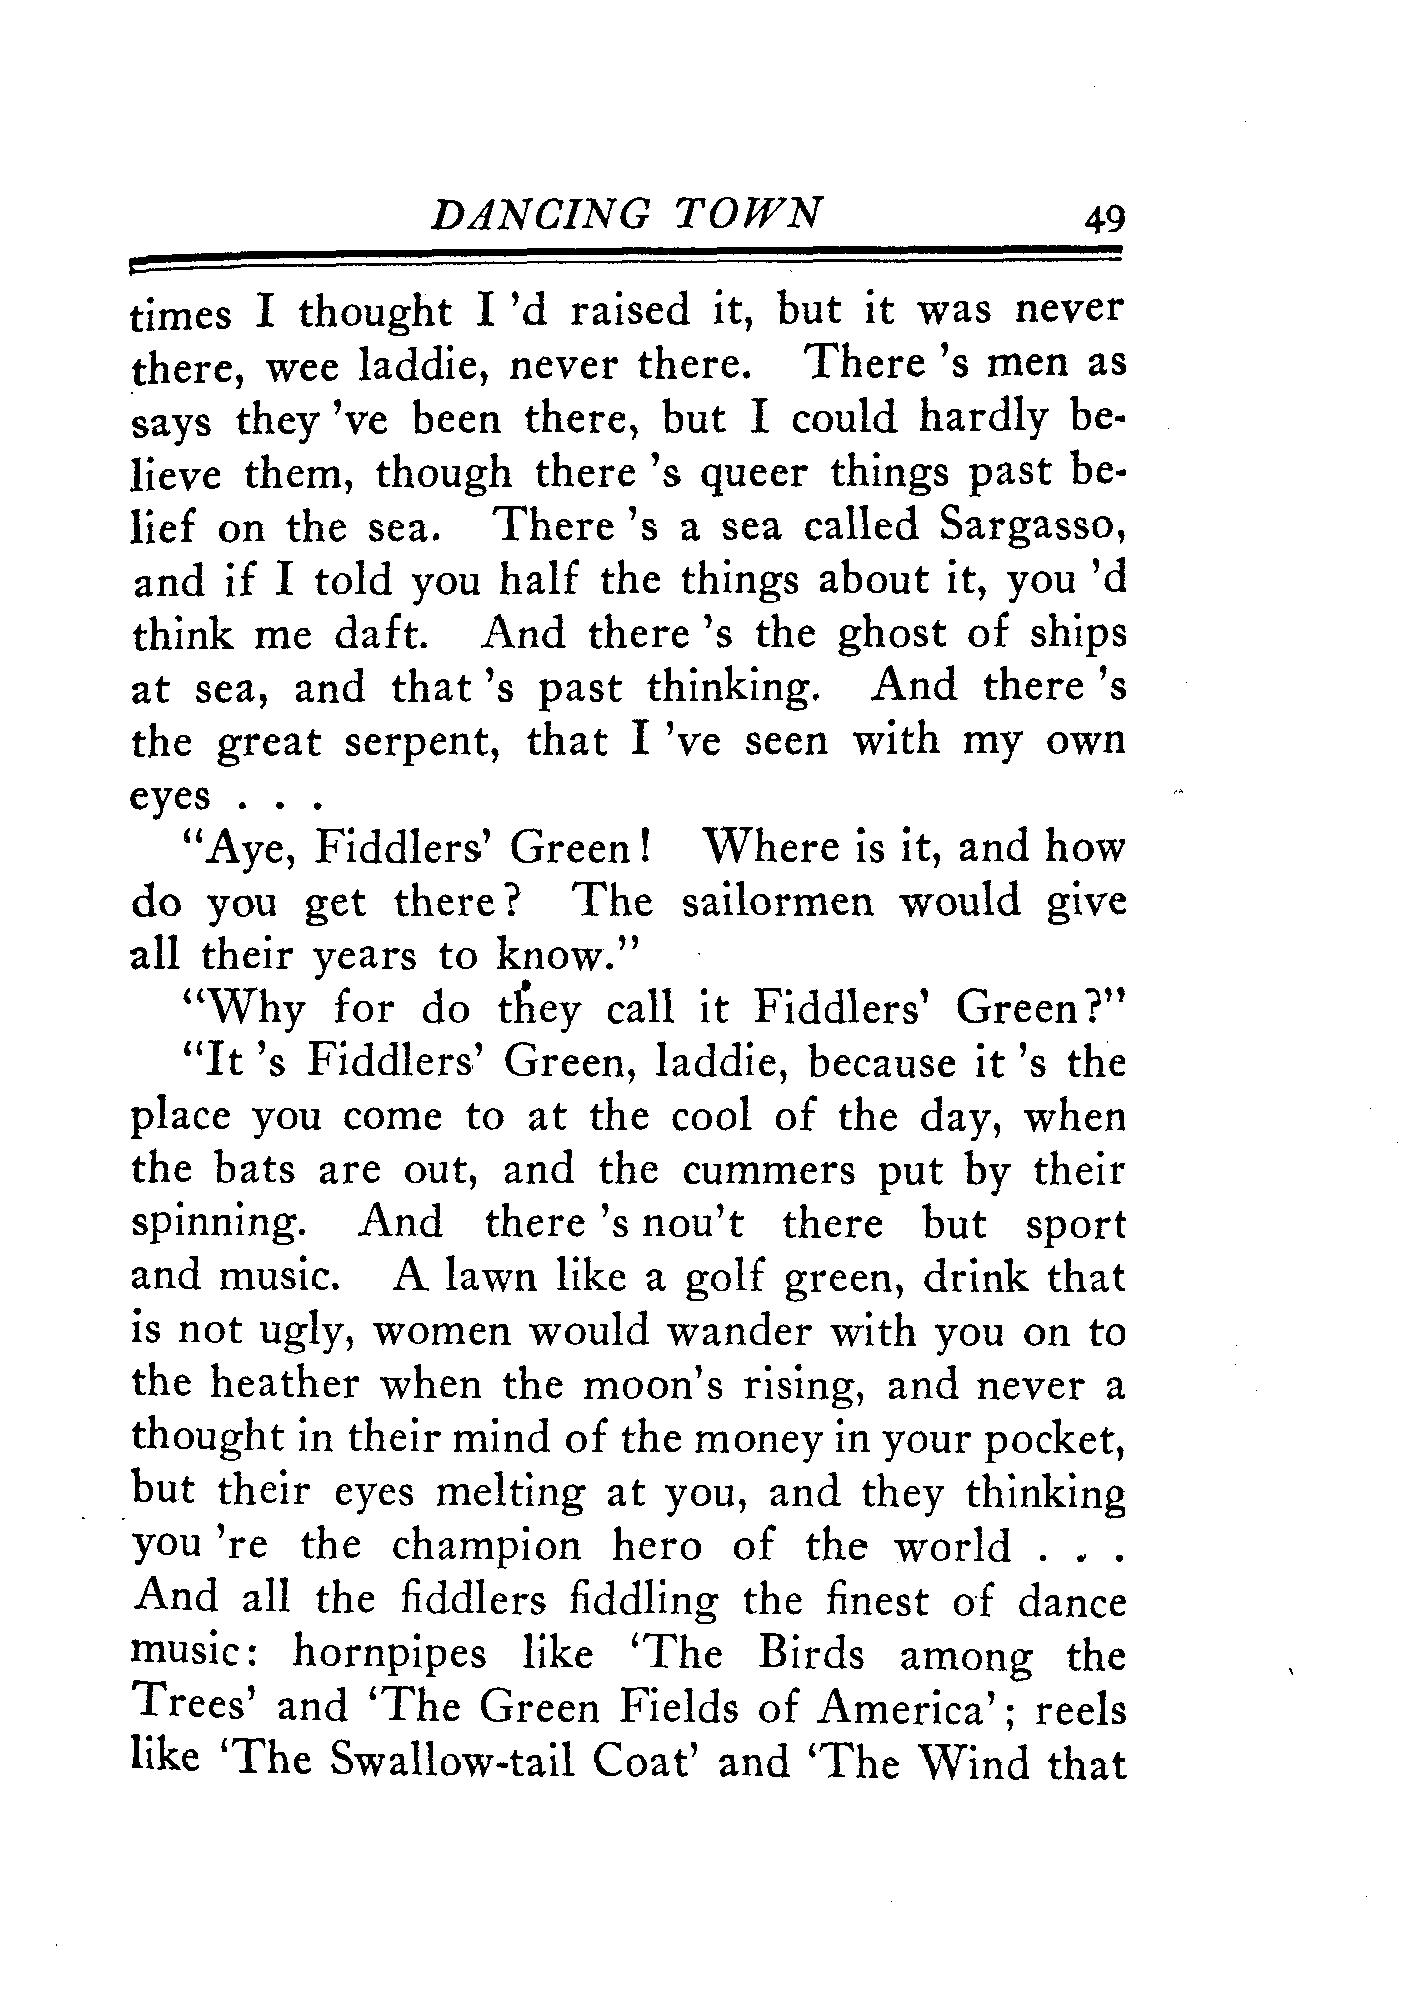 DANCING TOWN 49
times I thought I 'd raised it, but it was never
there, wee laddie, never there. There 's men as
says they 've been there, but I could hardly be-
lieve them, though there 's queer things past be-
lief on the sea. There 's a sea called Sargasso,
and if I told you half the things about it, you 'd
think me daft. And there 's the ghost of ships
at sea, and that 's past thinking. And there 's
the great serpent, that I 've seen with my own
eyes . . .
"Aye, Fiddlers' Green! Where is it, and how
do you get there? The sailormen would give
all their years to know."
"Why for do they call it Fiddlers' Green?"
"It 's Fiddlers' Green, laddie, because it 's the
place you come to at the cool of the day, when
the bats are out, and the cummers put by their
spinning. And there 's nou't there but sport
and music. A lawn like a golf green, drink that
is not ugly, women would wander with you on to
the heather when the moon's rising, and never a
thought in their mind of the money in your pocket,
but their eyes melting at you, and they thinking
you 're the champion hero of the world . . .
And all the fiddlers fiddling the finest of dance
music: hornpipes like 'The Birds among the
Trees' and 'The Green Fields of America'; reels
like 'The Swallow-tail Coat' and 'The Wind that